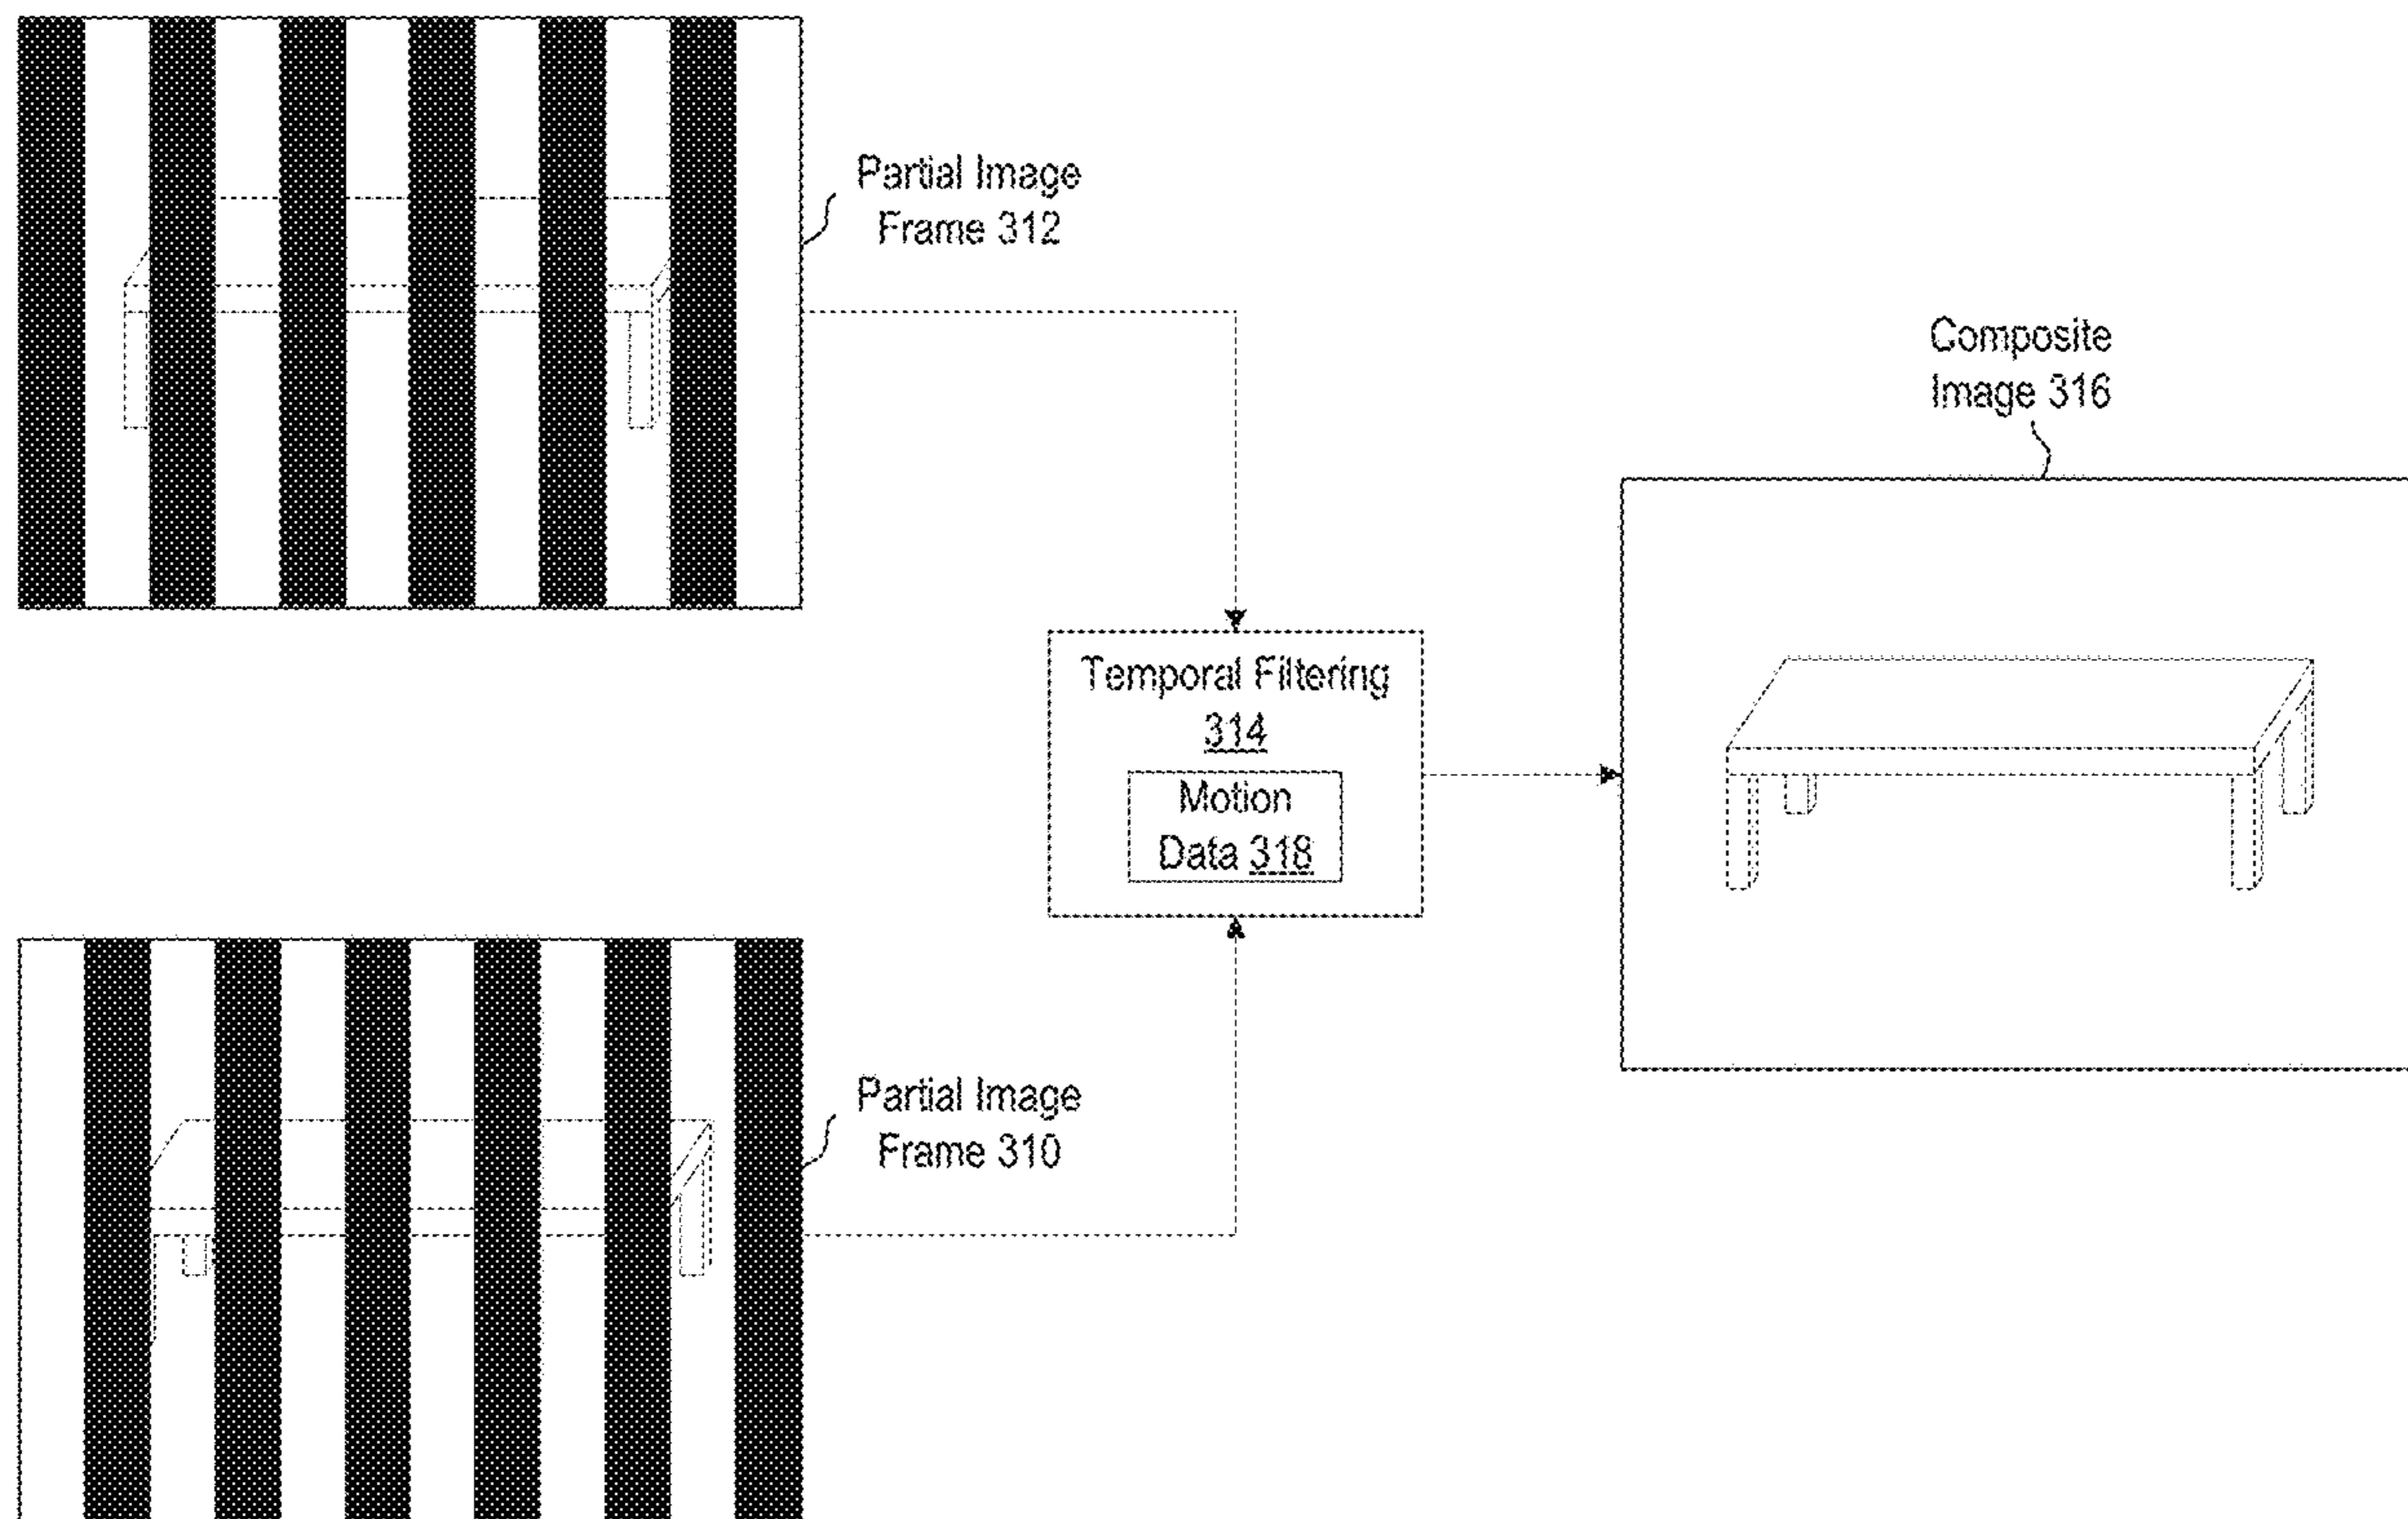 Partial Image
Frame 312
Composite
Image 316
Temporal Filtering
314
Motion
Data 318
Partial Image
Frame 310